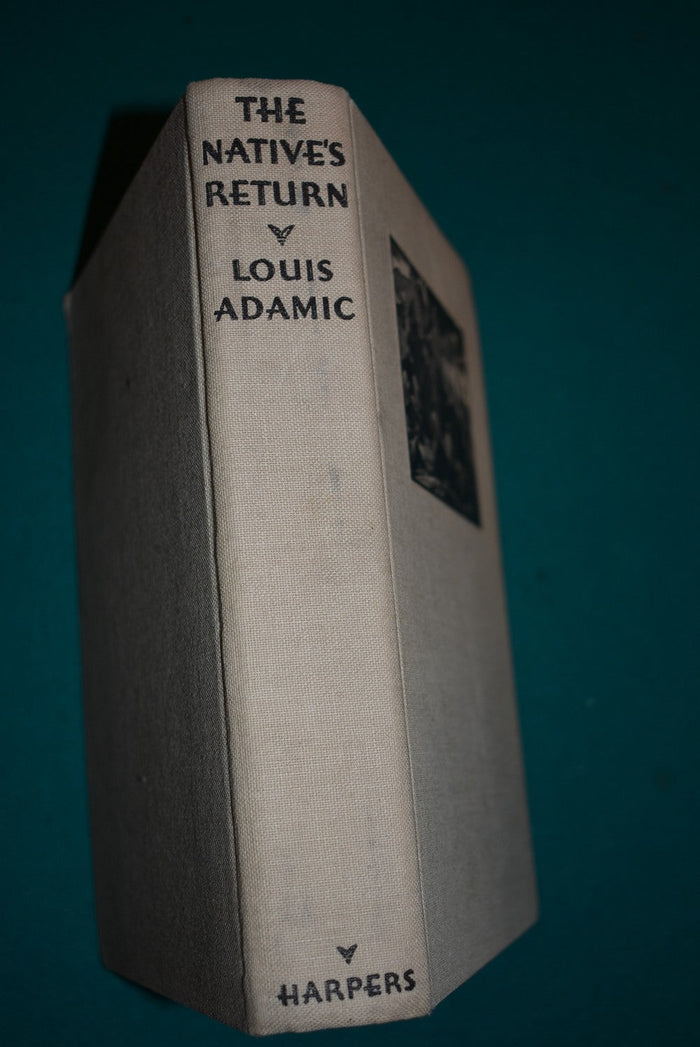 THE
NATIVE'S
RETURN
LOUIS
ADAMIC
HARPERS